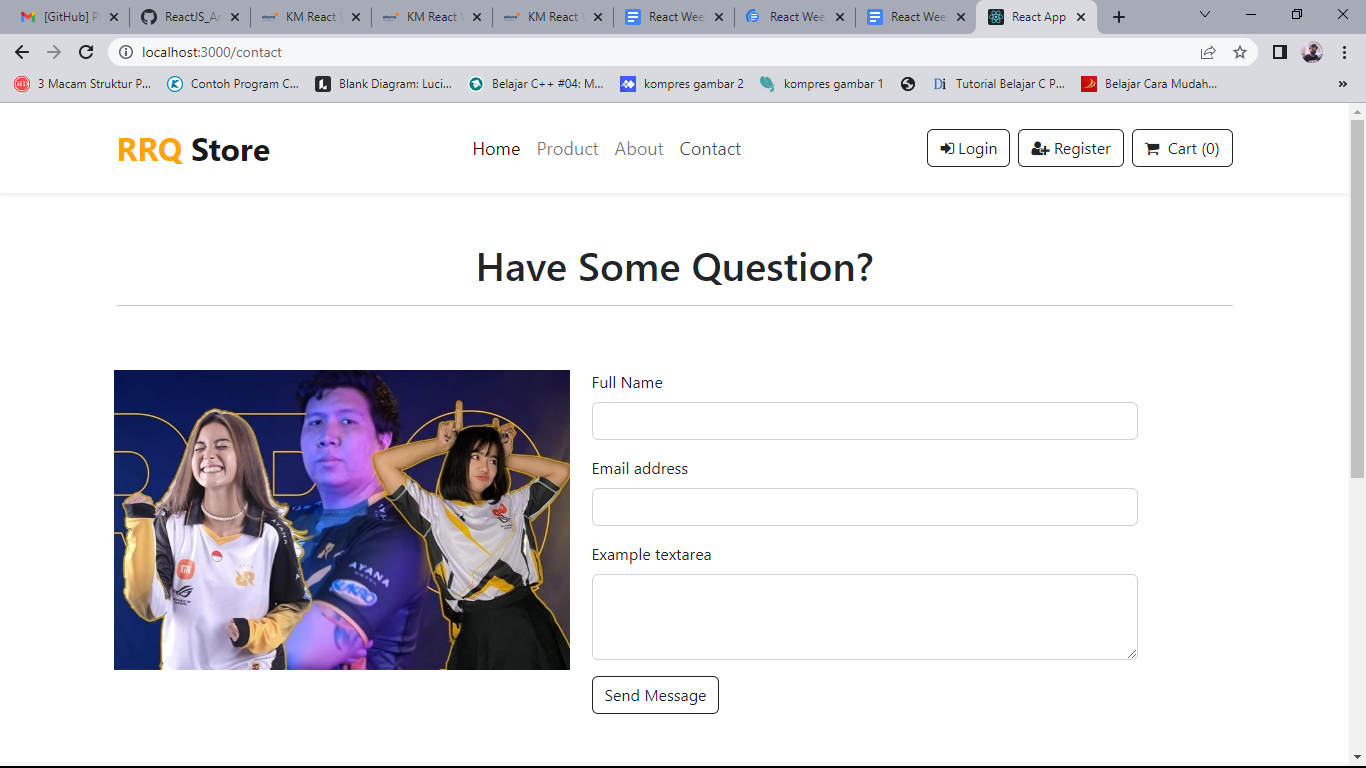 [GitHub] Pl
ReactJS_Ar
KM React V
KM React V
KM React V
React Wee
React Wee
React Wee
React App
localhost:3000/contact
3 Macam Struktur P...
Contoh Program C...
Blank Diagram: Luci...
Belajar C++ #04: M...
kompres gambar 2
kompres gambar 1
Tutorial Belajar C P...
Belajar Cara Mudah...
RRQ Store
Home
Product
About
Contact
Login
Register
Cart (0)
Have Some Question?
AYANA
Full Name
Email address
Example textarea
Send Message